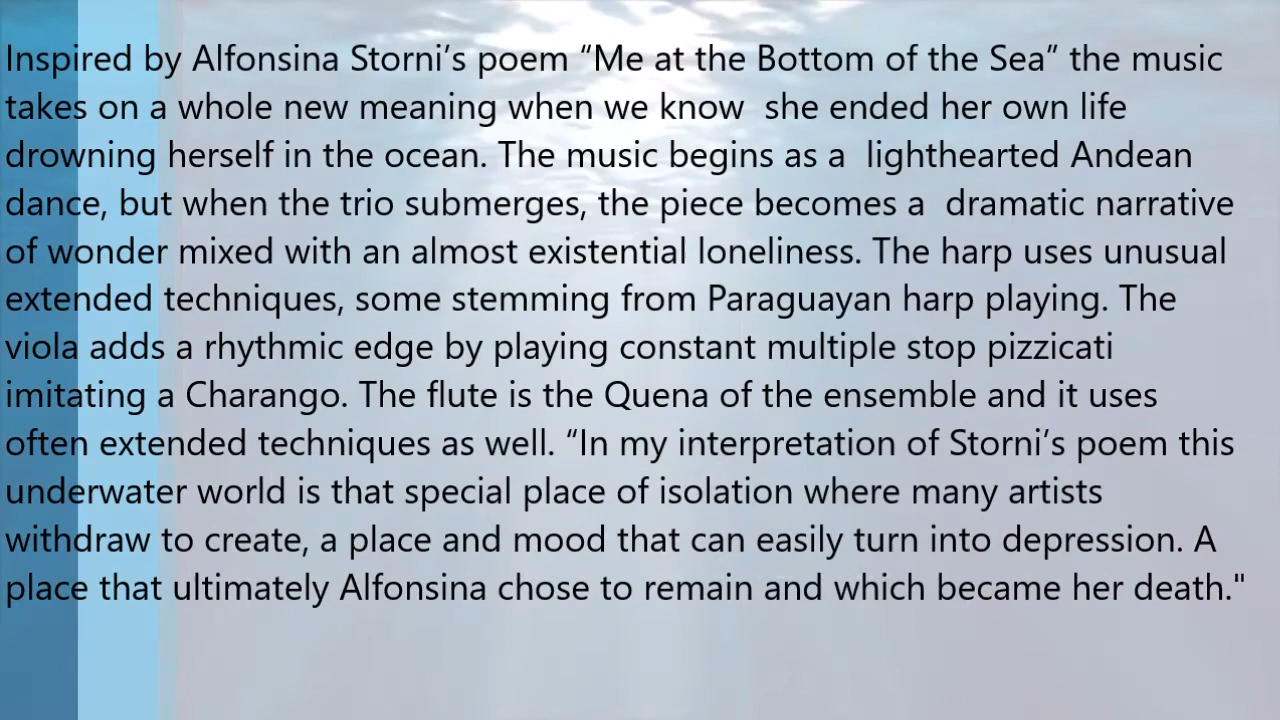 Inspired by Alfonsina Storni’s poem “Me at the Bottom of the Sea” the music
takes on a whole new meaning when we know  she ended her own life
drowning herself in the ocean. The music begins as a  lighthearted Andean
dance, but when the trio submerges, the piece becomes a  dramatic narrative
of wonder mixed with an almost existential loneliness. The harp uses unusual
extended techniques, some stemming from Paraguayan harp playing. The
viola adds a rhythmic edge by playing constant multiple stop pizzicati
imitating a Charango. The flute is the Quena of the ensemble and it uses
often extended techniques as well. “In my interpretation of Storni’s poem this
underwater world is that special place of isolation where many artists
withdraw to create, a place and mood that can easily turn into depression. A
place that ultimately Alfonsina chose to remain and which became her death."